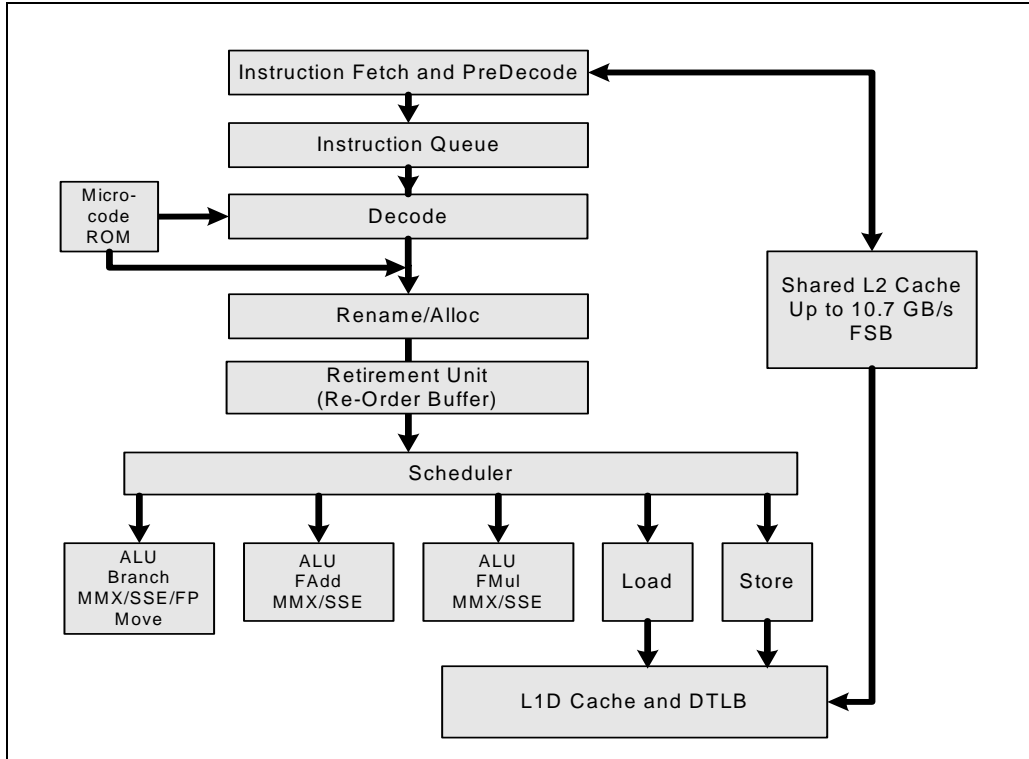 Instruction Fetch and PreDecode
Instruction Queue
Micro-
code
ROM
Decode
Shared L2 Cache
Up to 10.7 GB/s
FSB
Rename/Alloc
Retirement Unit
(Re-Order Buffer)
Scheduler
ALU
Branch
MMX/SSE/FP
Move
ALU
FAdd
MMX/SSE
ALU
FMul
MMX/SSE
Load
Store
L1D Cache and DTLB